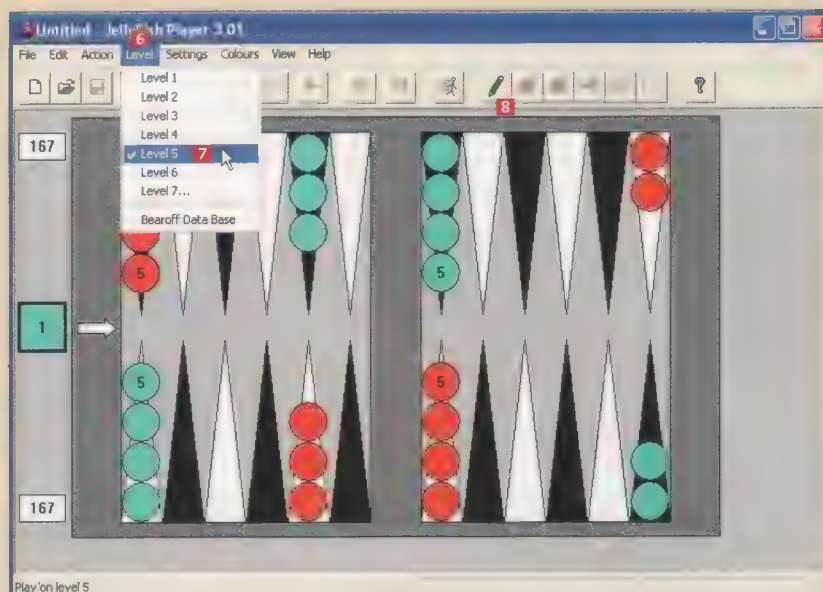 Untitled - JellyFish Player 3.01
6
File Edit Action Level Settings Colours View Help
8
Level 1
Level 2
Level 3
Level 4
Level 5 7
Level 6
Level 7...
Bearoff Data Base
167
5
5
1
5
5
167
Play on level 5